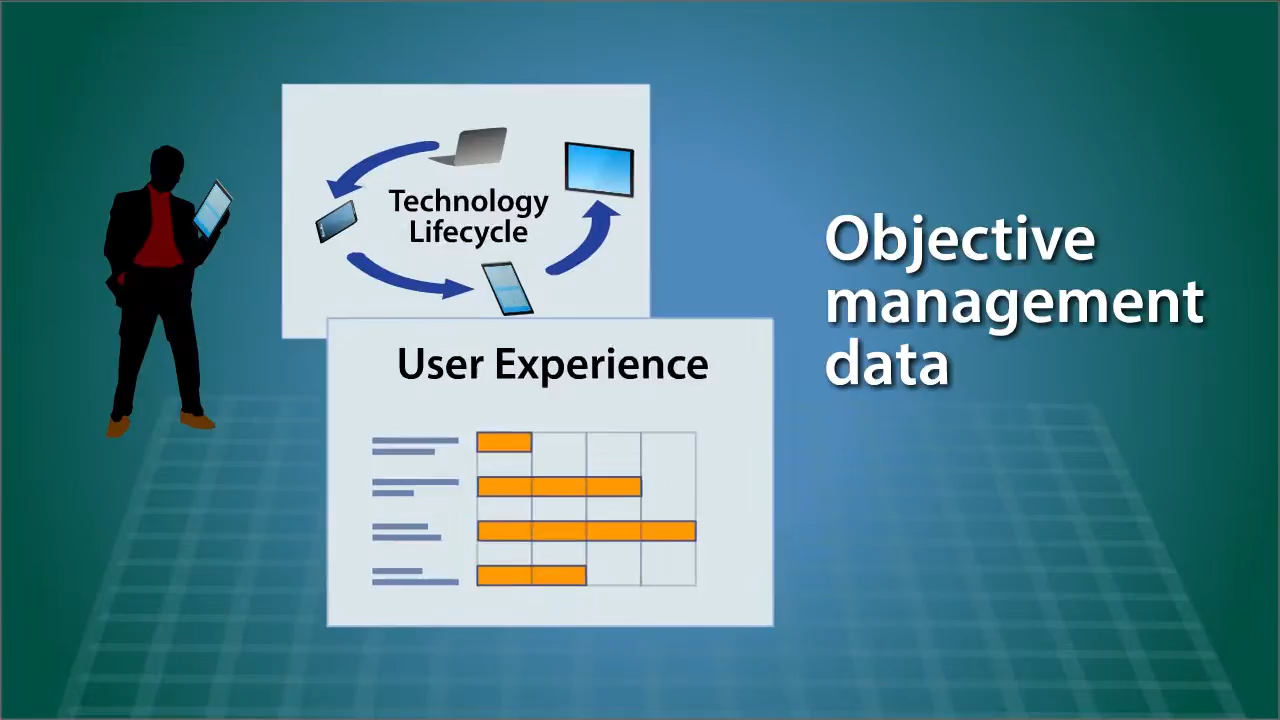 Technology
Lifecycle
User Experience
Objective
management
data